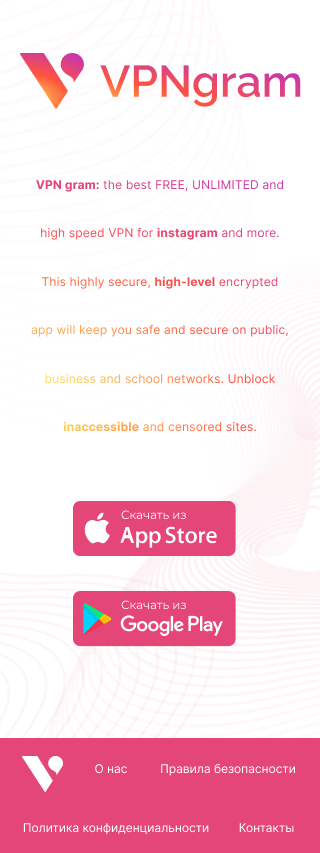 VPNgram
VPN gram: the best FREE, UNLIMITED and
high speed VPN for instagram and more.
This highly secure, high-level encrypted
app will keep you safe and secure on public,
business and school networks. Unblock
inaccessible and censored sites.
Скачать из
App Store
Скачать из
Google Play
О нас Правила безопасности
Политика конфиденциальности Контакты